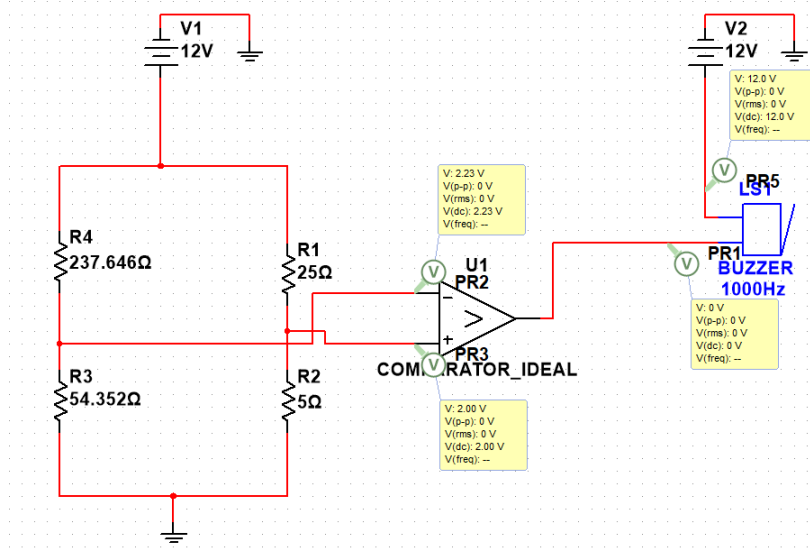 V1
12V
V2
12V
V: 12.0 V
V(p-p): 0 V
V(rms): 0 V
V(dc): 12.0 V
V(freq): --
V
PR5
LS1
V: 2.23 V
V(p-p): 0 V
V(rms): 0 V
V(dc): 2.23 V
V(freq): --
R4
237.646Ω
R1
25Ω
V
U1
PR2
PR1
V
BUZZER
1000Hz
V: 0 V
V(p-p): 0 V
V(rms): 0 V
V(dc): 0 V
V(freq): --
−
>
+
PR3
V
R3
54.352Ω
R2
5Ω
V: 2.00 V
V(p-p): 0 V
V(rms): 0 V
V(dc): 2.00 V
V(freq): --